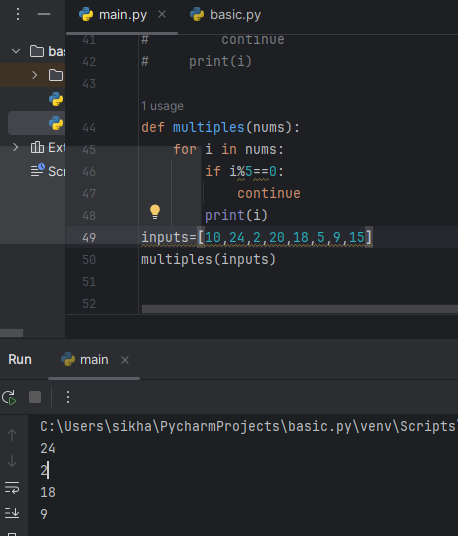 main.py basic.py
bas
Ext
Scr
41 # continue
42 # print(i)
43
1 usage
44 def multiples(nums):
45 for i in nums:
46 if i%5==0:
47 continue
48 print(i)
49 inputs=[10,24,2,20,18,5,9,15]
50 multiples(inputs)
51
52
Run main
C:\Users\sikha\PycharmProjects\basic.py\venv\Scripts
24
2
18
9